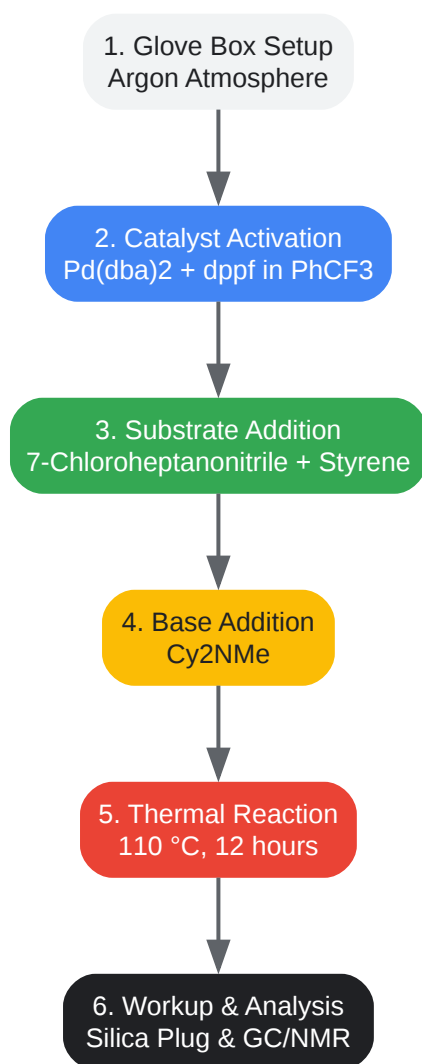 1. Glove Box Setup
Argon Atmosphere
2. Catalyst Activation
Pd(dba)2 + dppf in PhCF3
3. Substrate Addition
7-Chloroheptanonitrile + Styrene
4. Base Addition
Cy2NMe
5. Thermal Reaction
110 °C, 12 hours
6. Workup & Analysis
Silica Plug & GC/NMR